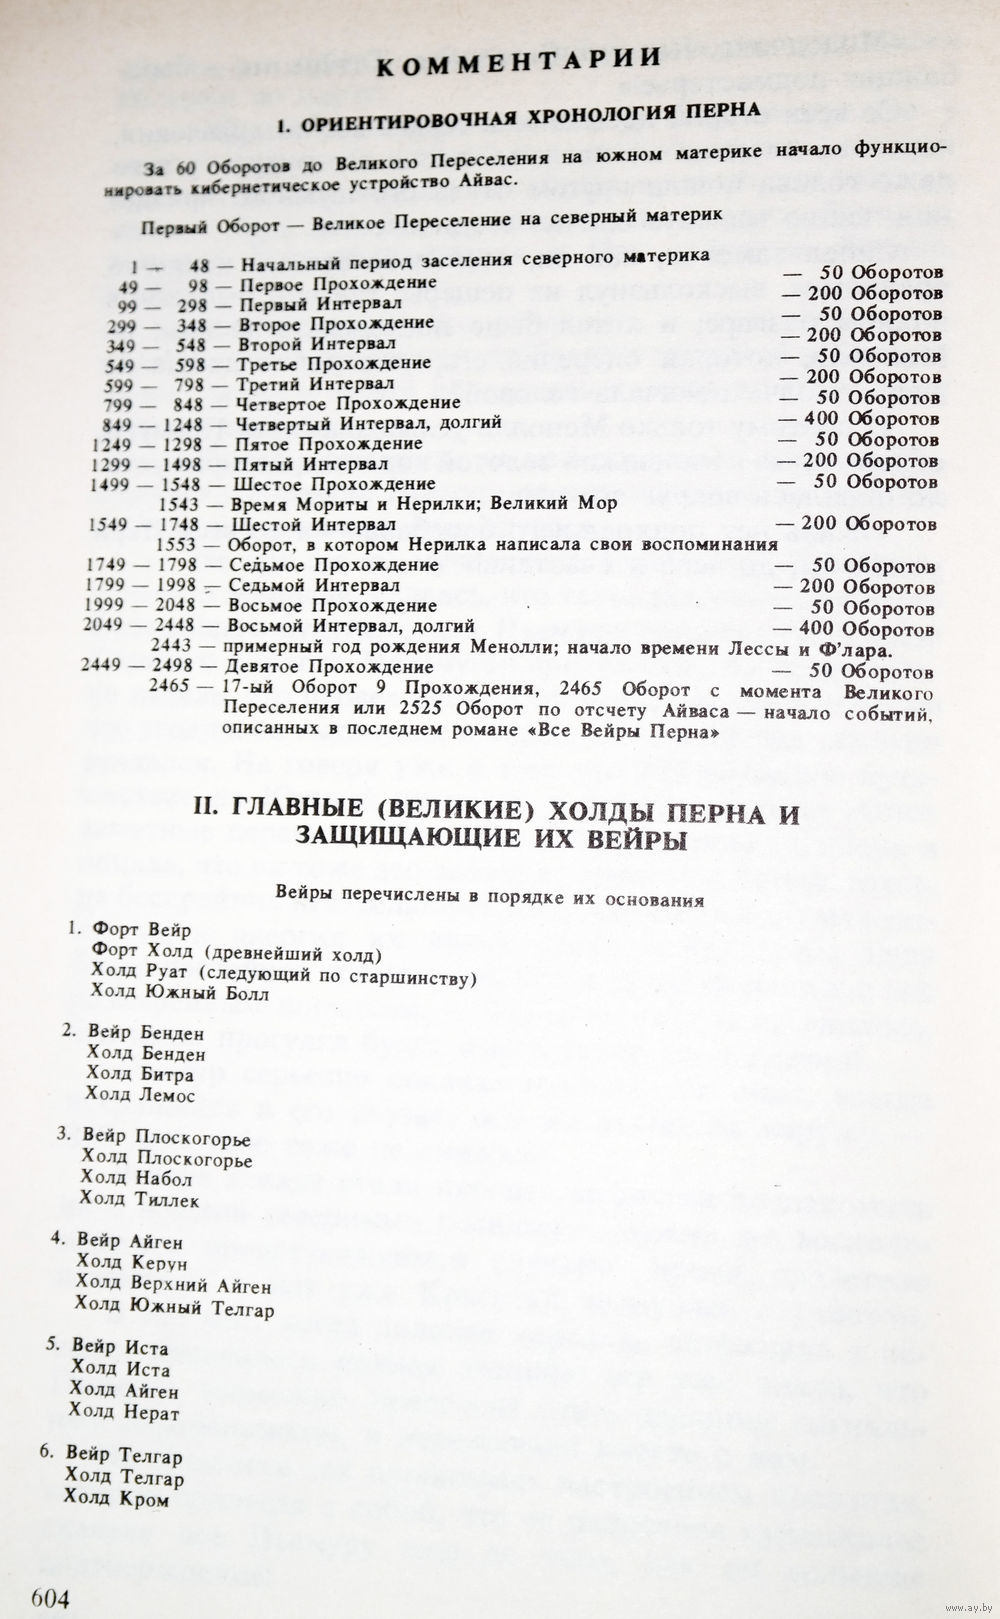 КОММЕНТАРИИ
I. ОРИЕНТИРОВОЧНАЯ ХРОНОЛОГИЯ ПЕРНА
За 60 Оборотов до Великого Переселения на южном материке начало функцио-
нировать кибернетическое устройство Айвас.
Первый Оборот — Великое Переселение на северный материк
1 — 48 — Начальный период заселения северного материка
49 — 98 — Первое Прохождение — 50 Оборотов
99 — 298 — Первый Интервал — 200 Оборотов
299 — 348 — Второе Прохождение — 50 Оборотов
349 — 548 — Второй Интервал — 200 Оборотов
549 — 598 — Третье Прохождение — 50 Оборотов
599 — 798 — Третий Интервал — 200 Оборотов
799 — 848 — Четвертое Прохождение — 50 Оборотов
849 — 1248 — Четвертый Интервал, долгий — 400 Оборотов
1249 — 1298 — Пятое Прохождение — 50 Оборотов
1299 — 1498 — Пятый Интервал — 200 Оборотов
1499 — 1548 — Шестое Прохождение — 50 Оборотов
1543 — Время Мориты и Нерилки; Великий Мор
1549 — 1748 — Шестой Интервал — 200 Оборотов
1553 — Оборот, в котором Нерилка написала свои воспоминания
1749 — 1798 — Седьмое Прохождение — 50 Оборотов
1799 — 1998 — Седьмой Интервал — 200 Оборотов
1999 — 2048 — Восьмое Прохождение — 50 Оборотов
2049 — 2448 — Восьмой Интервал, долгий — 400 Оборотов
2443 — примерный год рождения Менолли; начало времени Лессы и Ф'лара.
2449 — 2498 — Девятое Прохождение — 50 Оборотов
2465 — 17-ый Оборот 9 Прохождения, 2465 Оборот с момента Великого
Переселения или 2525 Оборот по отсчету Айваса — начало событий,
описанных в последнем романе «Все Вейры Перна»
II. ГЛАВНЫЕ (ВЕЛИКИЕ) ХОЛДЫ ПЕРНА И
ЗАЩИЩАЮЩИЕ ИХ ВЕЙРЫ
Вейры перечислены в порядке их основания
1. Форт Вейр
Форт Холд (древнейший холд)
Холд Руат (следующий по старшинству)
Холд Южный Болл
2. Вейр Бенден
Холд Бенден
Холд Битра
Холд Лемос
3. Вейр Плоскогорье
Холд Плоскогорье
Холд Набол
Холд Тиллек
4. Вейр Айген
Холд Керун
Холд Верхний Айген
Холд Южный Телгар
5. Вейр Иста
Холд Иста
Холд Айген
Холд Нерат
6. Вейр Телгар
Холд Телгар
Холд Кром
604
www.ay.by